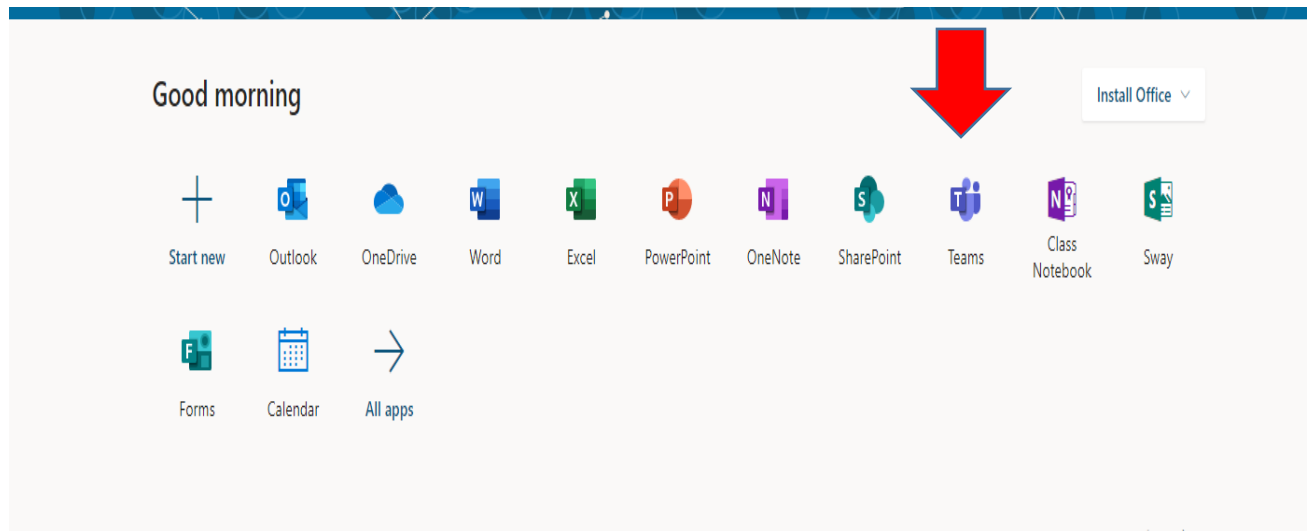 Good morning
Install Office
Start new
Outlook
OneDrive
Word
Excel
PowerPoint
OneNote
SharePoint
Teams
Class
Notebook
Sway
Forms
Calendar
All apps